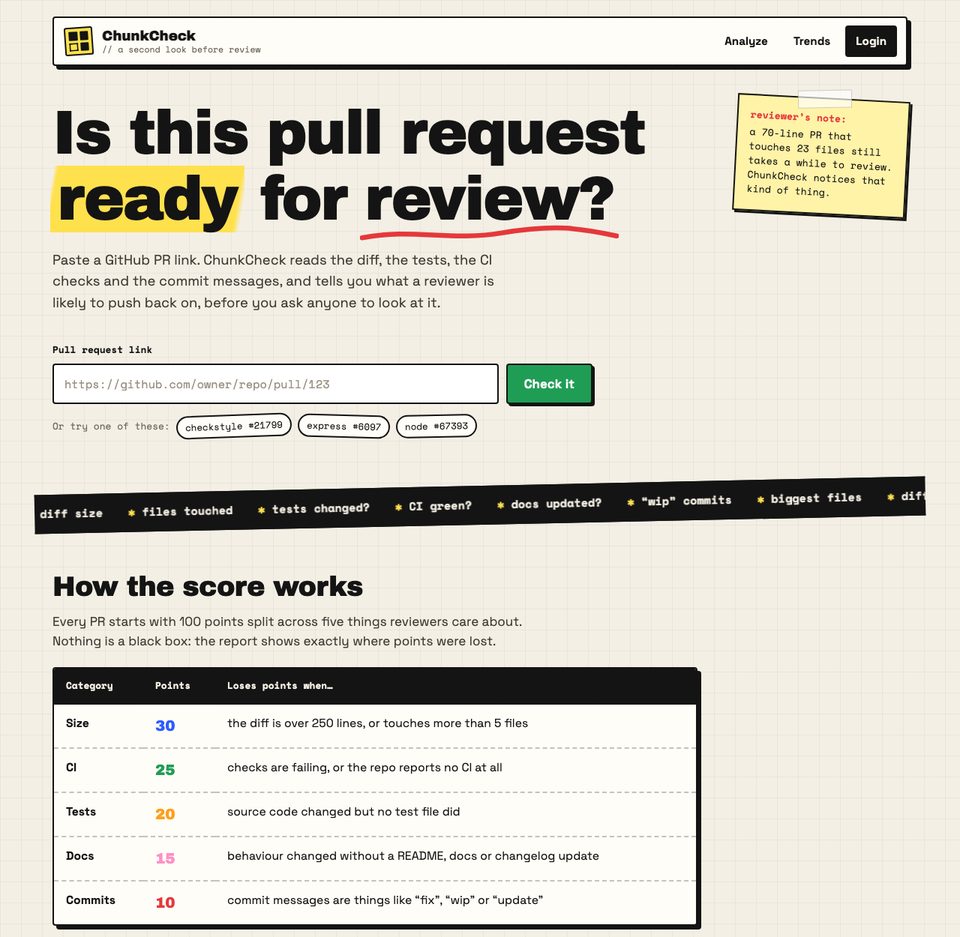 ChunkCheck
// a second look before review
Analyze
Trends
Login
Is this pull request
ready for review?
reviewer's note:
a 70-line PR that
touches 23 files still
takes a while to review.
ChunkCheck notices that
kind of thing.
Paste a GitHub PR link. ChunkCheck reads the diff, the tests, the CI
checks and the commit messages, and tells you what a reviewer is
likely to push back on, before you ask anyone to look at it.
Pull request link
https://github.com/owner/repo/pull/123
Check it
Or try one of these: checkstyle #21799 express #6097 node #67393
diff size * files touched * tests changed? * CI green? * docs updated? * “wip” commits * biggest files * diff
How the score works
Every PR starts with 100 points split across five things reviewers care about.
Nothing is a black box: the report shows exactly where points were lost.
Category Points Loses points when…
Size 30 the diff is over 250 lines, or touches more than 5 files
CI 25 checks are failing, or the repo reports no CI at all
Tests 20 source code changed but no test file did
Docs 15 behaviour changed without a README, docs or changelog update
Commits 10 commit messages are things like “fix”, “wip” or “update”